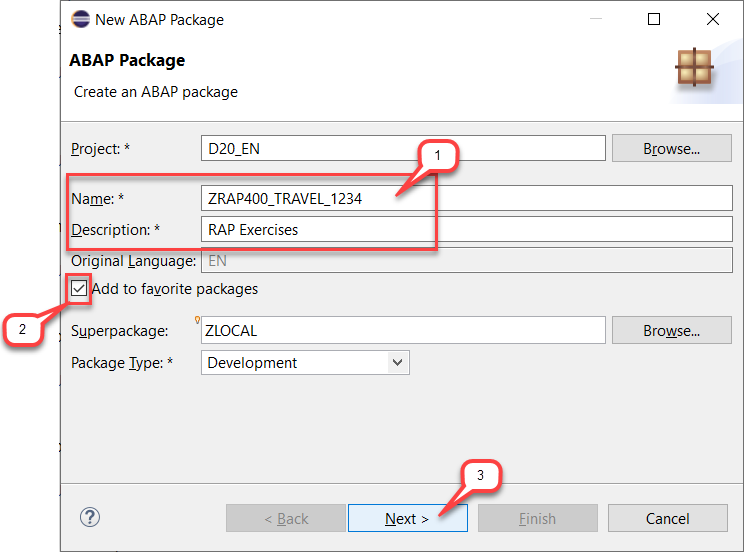 New ABAP Package
ABAP Package
Create an ABAP package
Project: * D20_EN Browse...
1
Name: * ZRAP400_TRAVEL_1234
Description: * RAP Exercises
Original Language: EN
Add to favorite packages
2
Superpackage: ZLOCAL Browse...
Package Type: * Development
3
? < Back Next > Finish Cancel